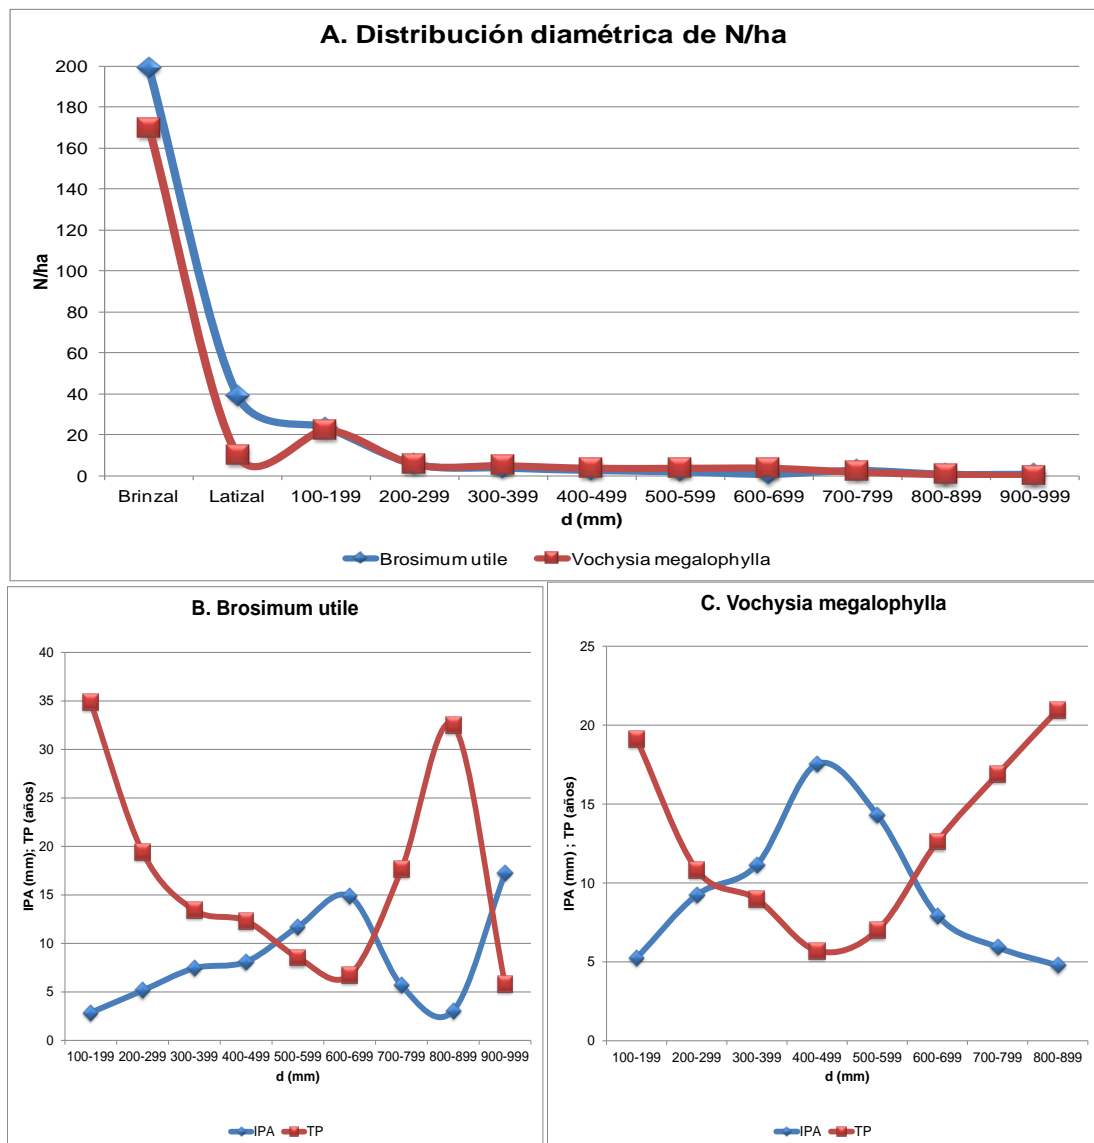 A. Distribución diamétrica de N/ha
200
180
160
140
120
100
80
60
40
20
0
N/ha
Brinzal Latizal 100-199 200-299 300-399 400-499 500-599 600-699 700-799 800-899 900-999
d (mm)
Brosimum utile Vochysia megalophylla
B. Brosimum utile
40
35
30
25
20
15
10
5
0
IPA (mm); TP (años)
100-199 200-299 300-399 400-499 500-599 600-699 700-799 800-899 900-999
d (mm)
IPA TP
C. Vochysia megalophylla
25
20
15
10
5
0
IPA (mm) ; TP (años)
100-199 200-299 300-399 400-499 500-599 600-699 700-799 800-899
d (mm)
IPA TP